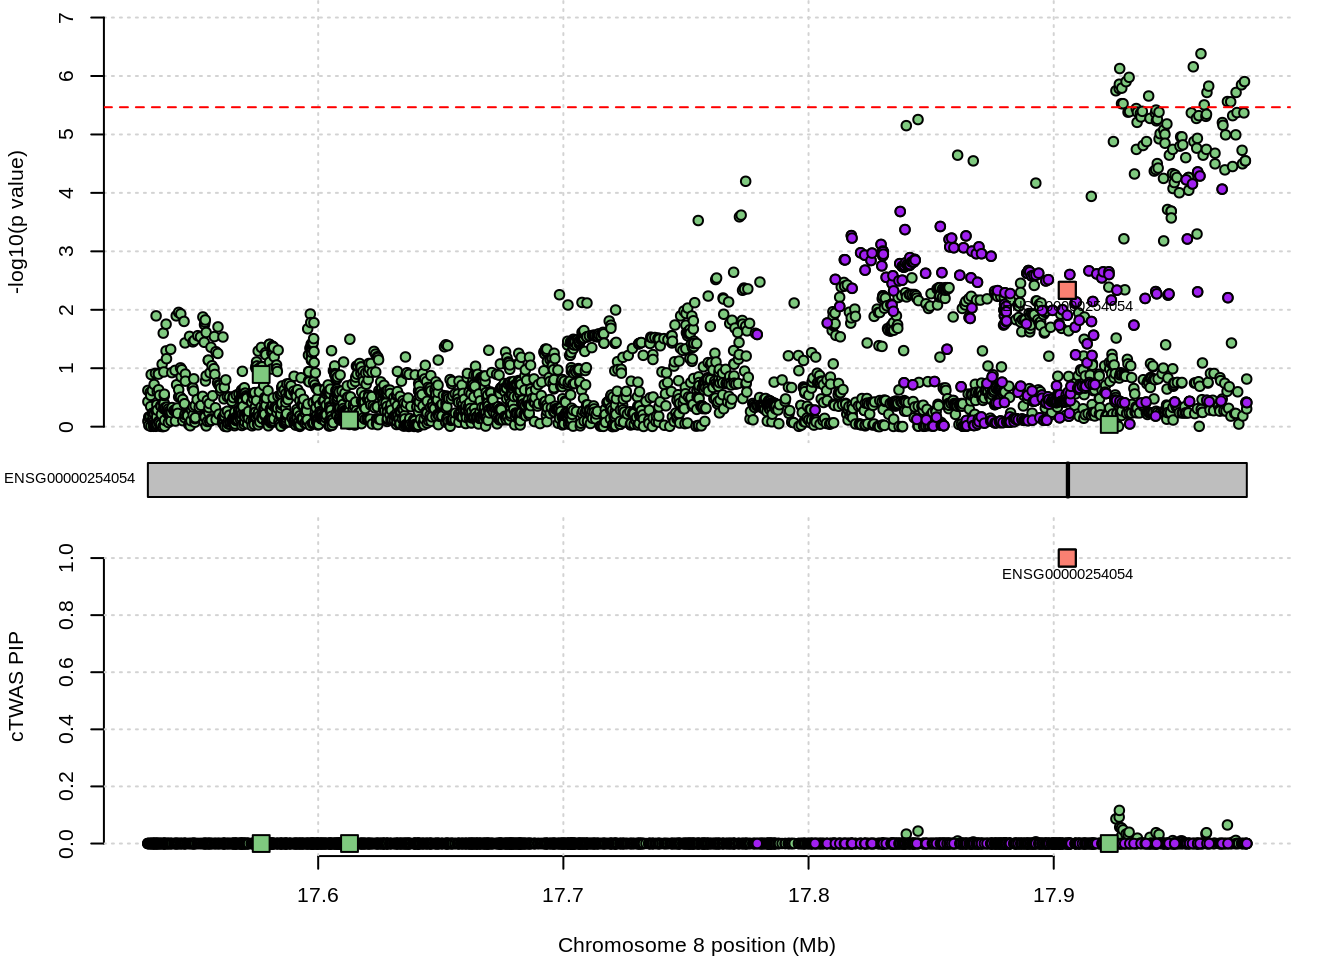 7
6
5
4
3
2
1
0
-log10(p value)
ENSG00000254054
ENSG00000254054
1.0
0.8
0.6
0.4
0.2
0.0
cTWAS PIP
ENSG00000254054
17.6 17.7 17.8 17.9
Chromosome 8 position (Mb)